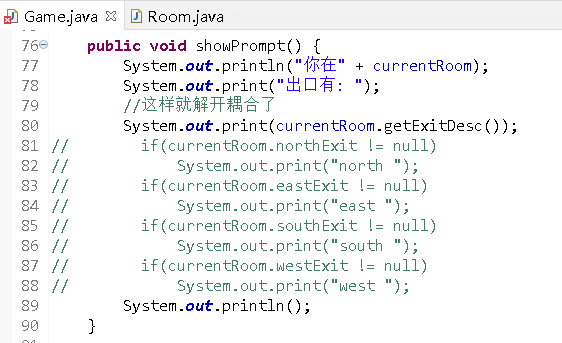 Game.java Room.java
76 public void showPrompt() {
77 System.out.println("你在" + currentRoom);
78 System.out.print("出口有: ");
79 //这样就解开耦合了
80 System.out.print(currentRoom.getExitDesc());
81 // if(currentRoom.northExit != null)
82 // System.out.print("north ");
83 // if(currentRoom.eastExit != null)
84 // System.out.print("east ");
85 // if(currentRoom.southExit != null)
86 // System.out.print("south ");
87 // if(currentRoom.westExit != null)
88 // System.out.print("west ");
89 System.out.println();
90 }